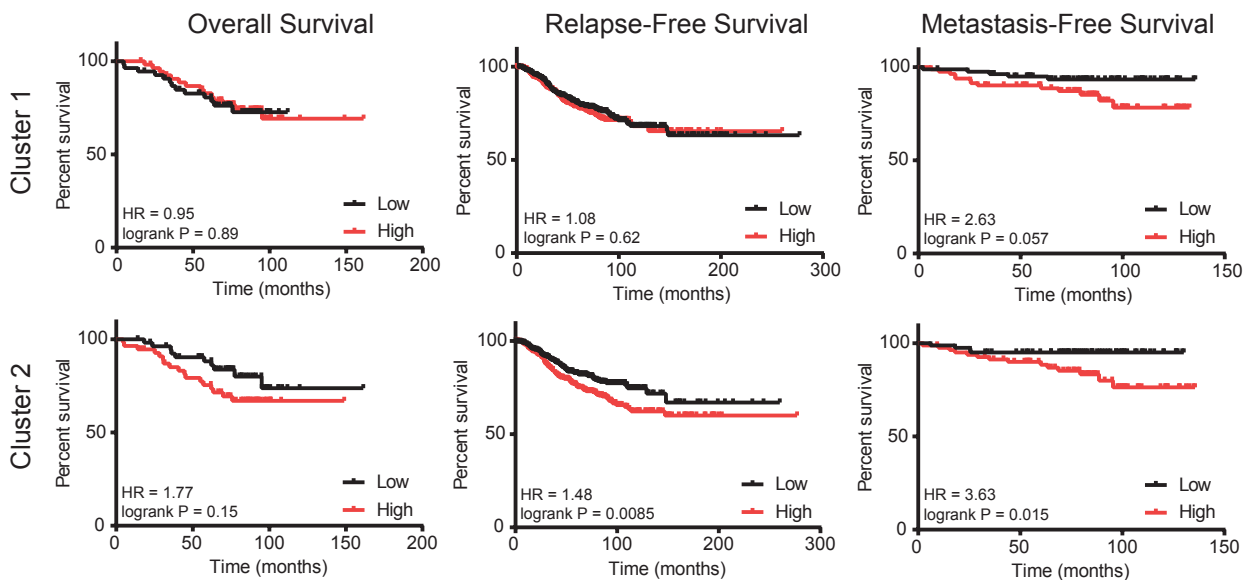 Overall Survival
Relapse-Free Survival
Metastasis-Free Survival
Cluster 1
Percent survival
100
50
0
HR = 0.95
logrank P = 0.89
Low
High
0 50 100 150 200
Time (months)
Percent survival
100
50
0
HR = 1.08
logrank P = 0.62
Low
High
0 100 200 300
Time (months)
Percent survival
100
50
0
HR = 2.63
logrank P = 0.057
Low
High
0 50 100 150
Time (months)
Cluster 2
Percent survival
100
50
0
HR = 1.77
logrank P = 0.15
Low
High
0 50 100 150 200
Time (months)
Percent survival
100
50
0
HR = 1.48
logrank P = 0.0085
Low
High
0 100 200 300
Time (months)
Percent survival
100
50
0
HR = 3.63
logrank P = 0.015
Low
High
0 50 100 150
Time (months)